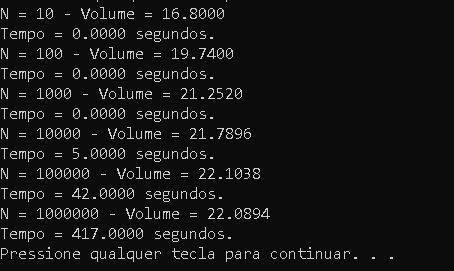 N = 10 - Volume = 16.8000
Tempo = 0.0000 segundos.
N = 100 - Volume = 19.7400
Tempo = 0.0000 segundos.
N = 1000 - Volume = 21.2520
Tempo = 0.0000 segundos.
N = 10000 - Volume = 21.7896
Tempo = 5.0000 segundos.
N = 100000 - Volume = 22.1038
Tempo = 42.0000 segundos.
N = 1000000 - Volume = 22.0894
Tempo = 417.0000 segundos.
Pressione qualquer tecla para continuar. . .